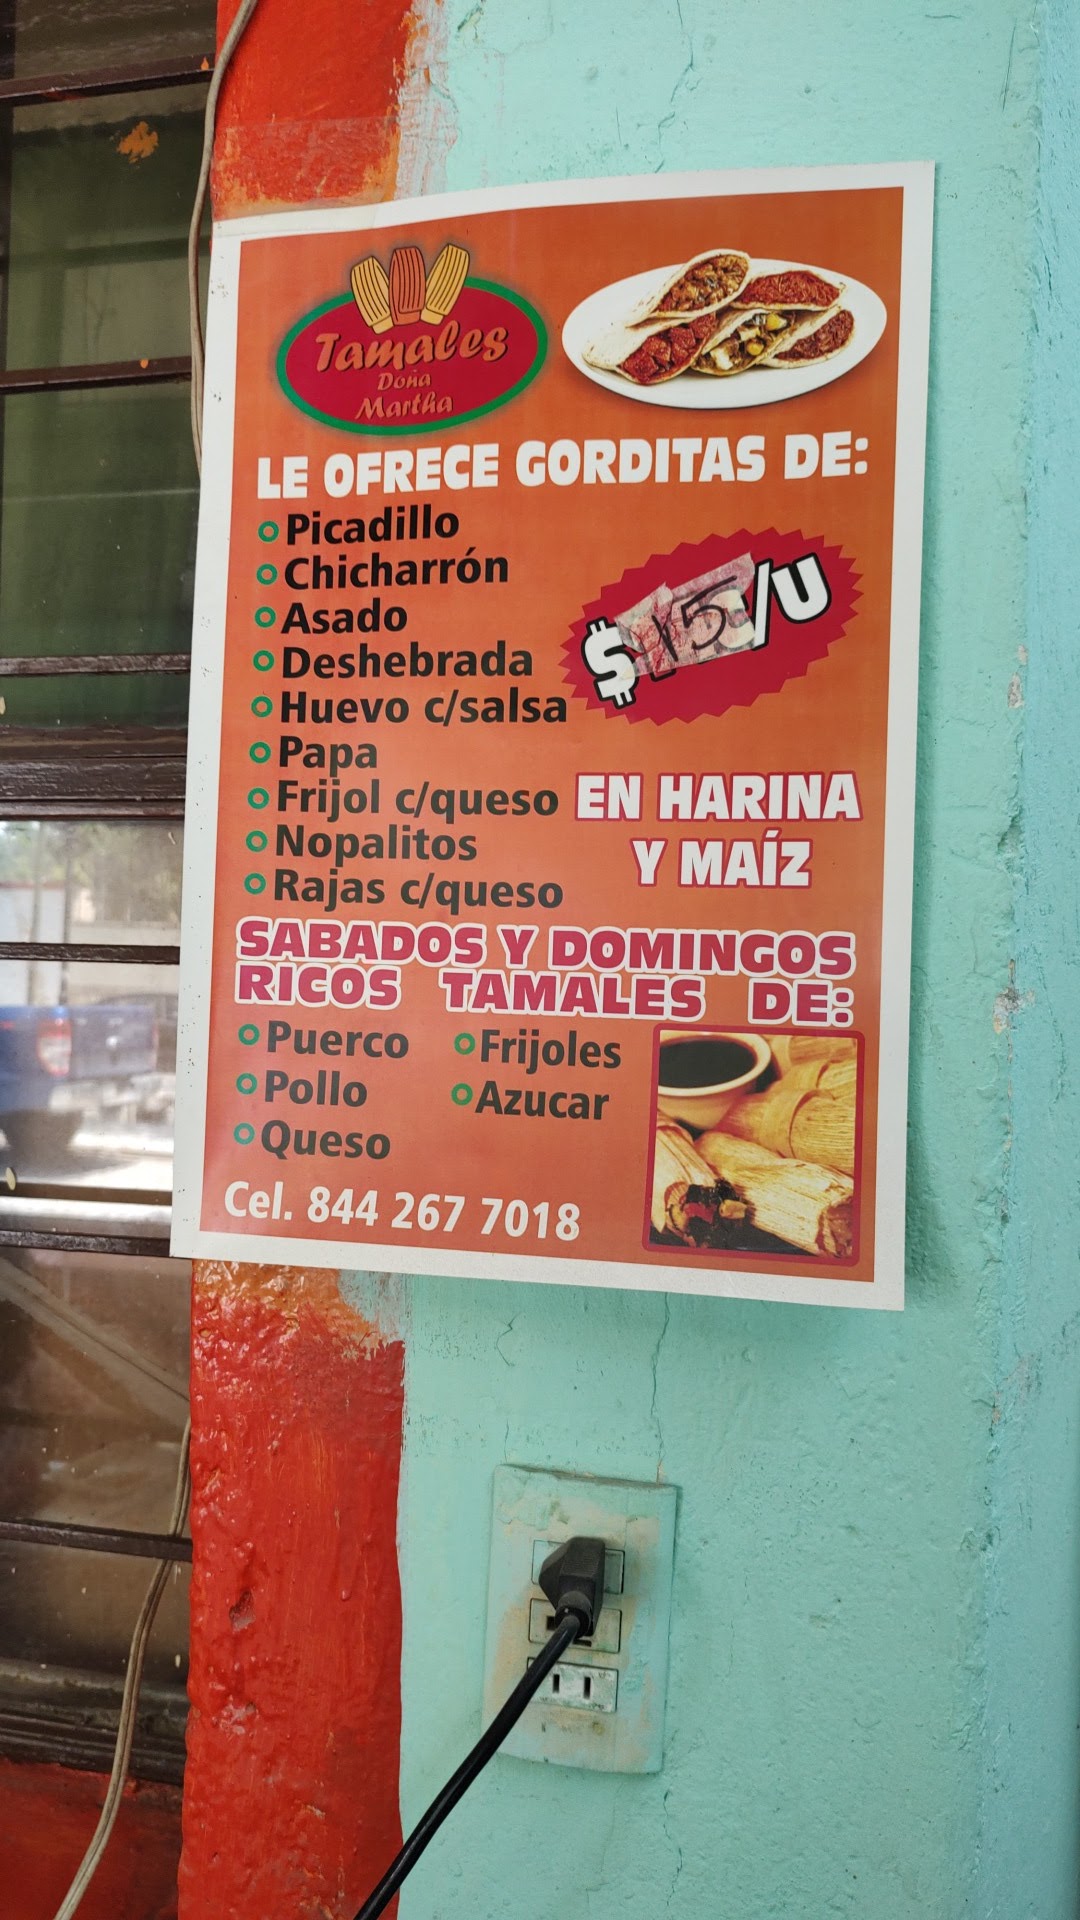 Tamales
Doña
Martha
LE OFRECE GORDITAS DE:
Picadillo
Chicharrón
Asado
Deshebrada
Huevo c/salsa
Papa
Frijol c/queso
Nopalitos
Rajas c/queso
$15/U
EN HARINA
Y MAÍZ
SABADOS Y DOMINGOS
RICOS TAMALES DE:
Puerco
Pollo
Queso
Frijoles
Azucar
Cel. 844 267 7018